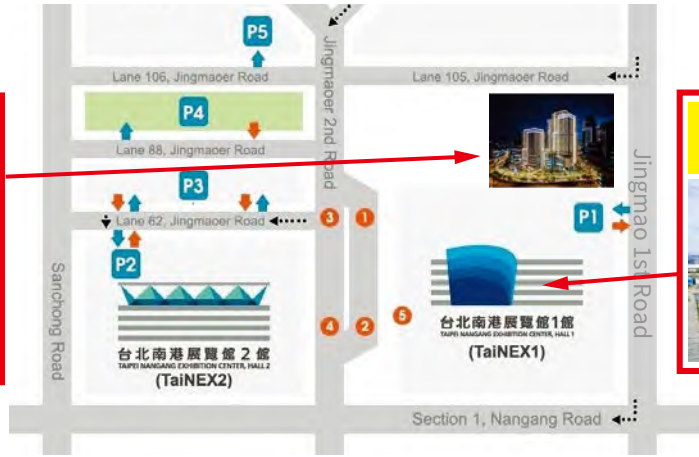 P5
Jingmaoer 2nd Road
Lane 106, Jingmaoer Road
Lane 105, Jingmaoer Road
P4
Lane 88, Jingmaoer Road
P3
Jingmao 1st Road
P1
Lane 62, Jingmaoer Road
3
1
P2
Sanchong Road
5
4
2
台北南港展覽館2館
TAIPEI NANGANG EXHIBITION CENTER, HALL 2
(TaiNEX2)
台北南港展覽館1館
TAIPEI NANGANG EXHIBITION CENTER, HALL 1
(TaiNEX1)
Section 1, Nangang Road